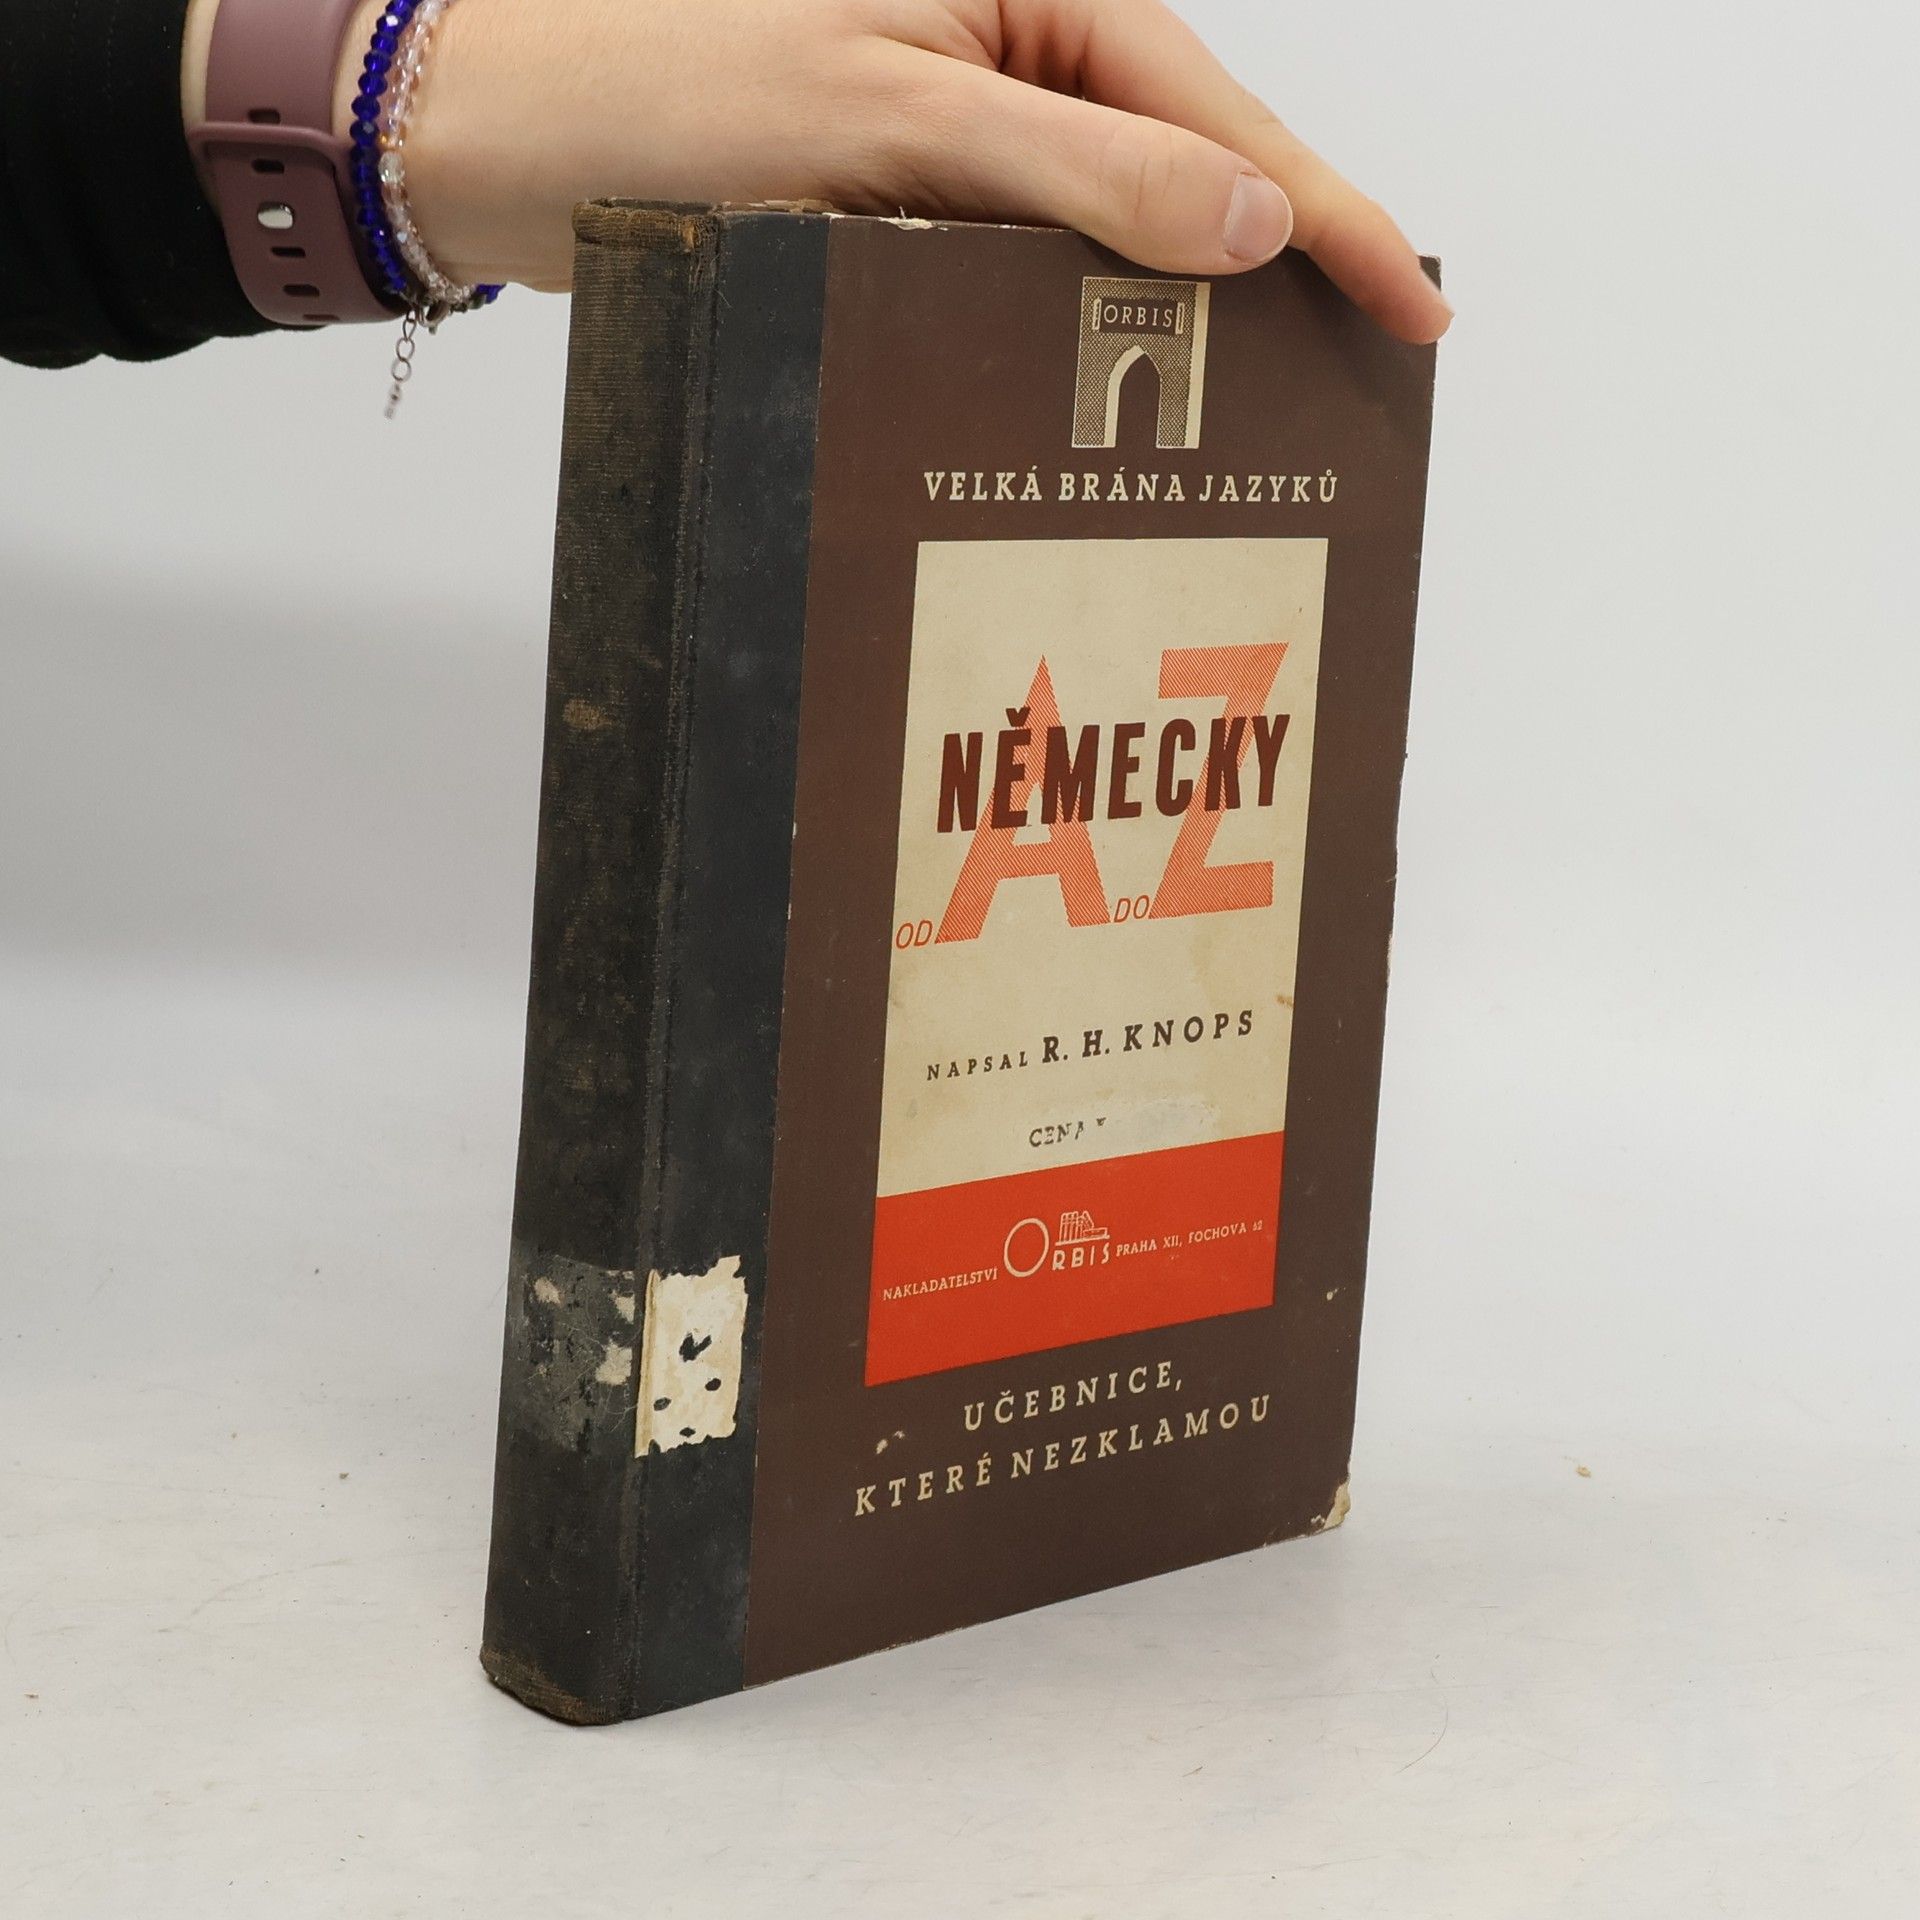 ORBIS
VELKÁ BRÁNA JAZYKŮ
A Z
NĚMECKY
OD DO
NAPSAL R. H. KNOPS
CENA
NAKLADATELSTVÍ ORBIS PRAHA XII, FOCHOVA 62
UČEBNICE,
KTERÉ NEZKLAMOU